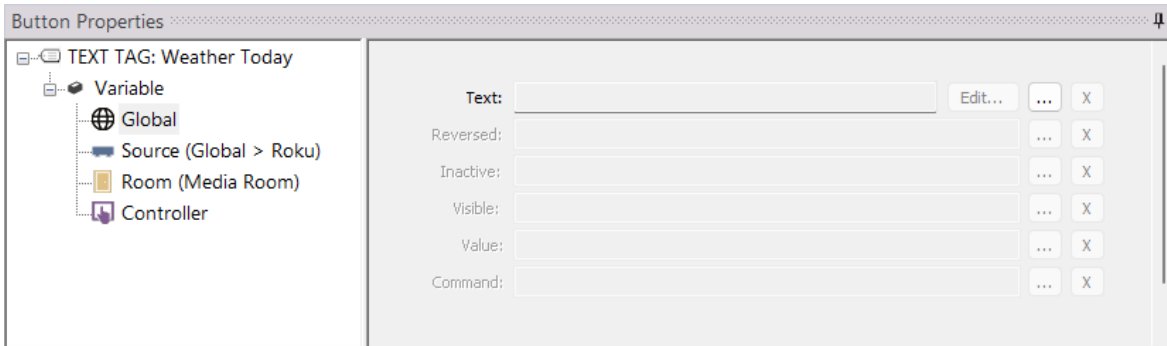 Button Properties
TEXT TAG: Weather Today
Variable
Global
Source (Global > Roku)
Room (Media Room)
Controller
Text: Edit... ... X
Reversed: ... X
Inactive: ... X
Visible: ... X
Value: ... X
Command: ... X